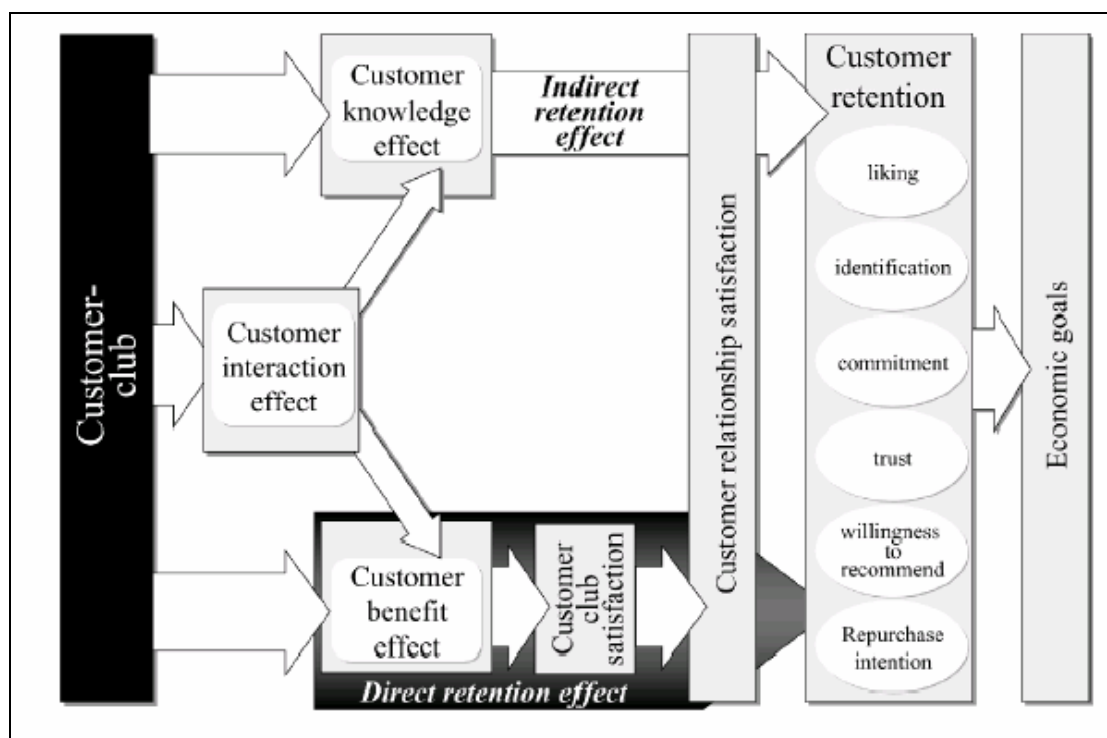 Customer-
club
Customer
knowledge
effect
Indirect
retention
effect
Customer
interaction
effect
Customer
benefit
effect
Customer
club
satisfaction
Direct retention effect
Customer relationship satisfaction
Customer
retention
liking
identification
commitment
trust
willingness
to
recommend
Repurchase
intention
Economic goals